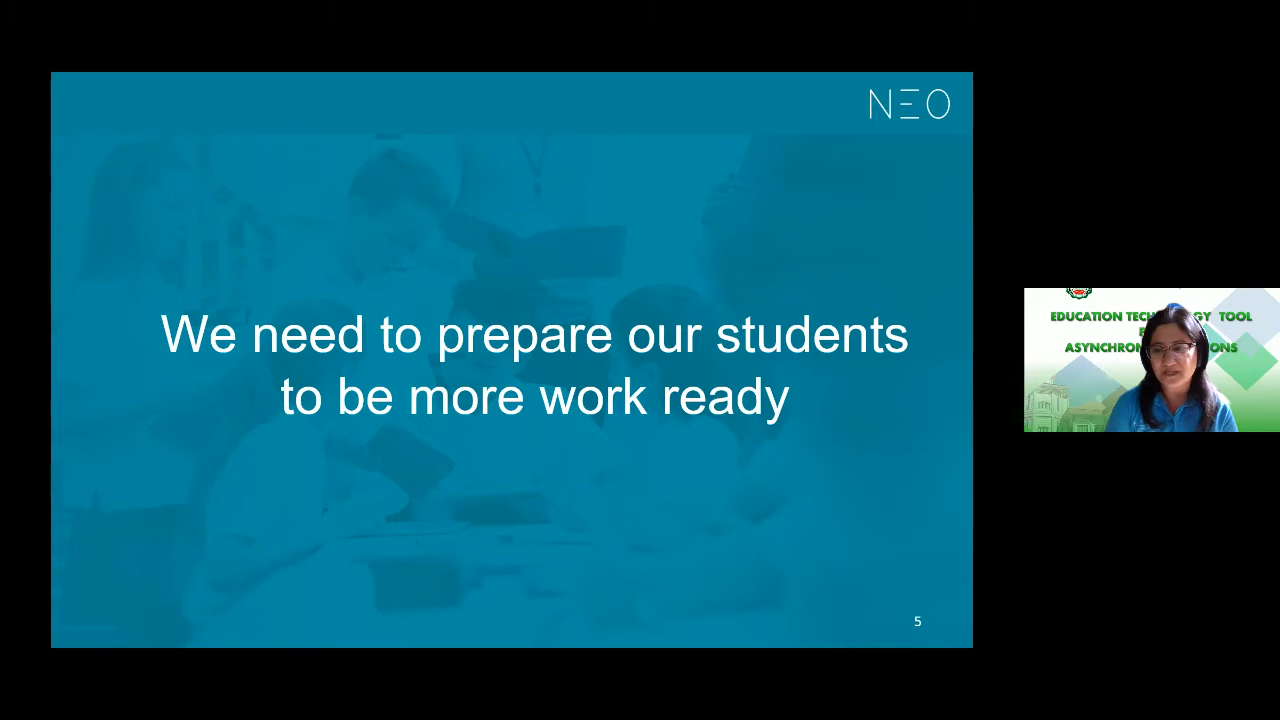 NEO
We need to prepare our students
to be more work ready
5
EDUCATION TECH GY TOOL
F
ASYNCHRON ONS